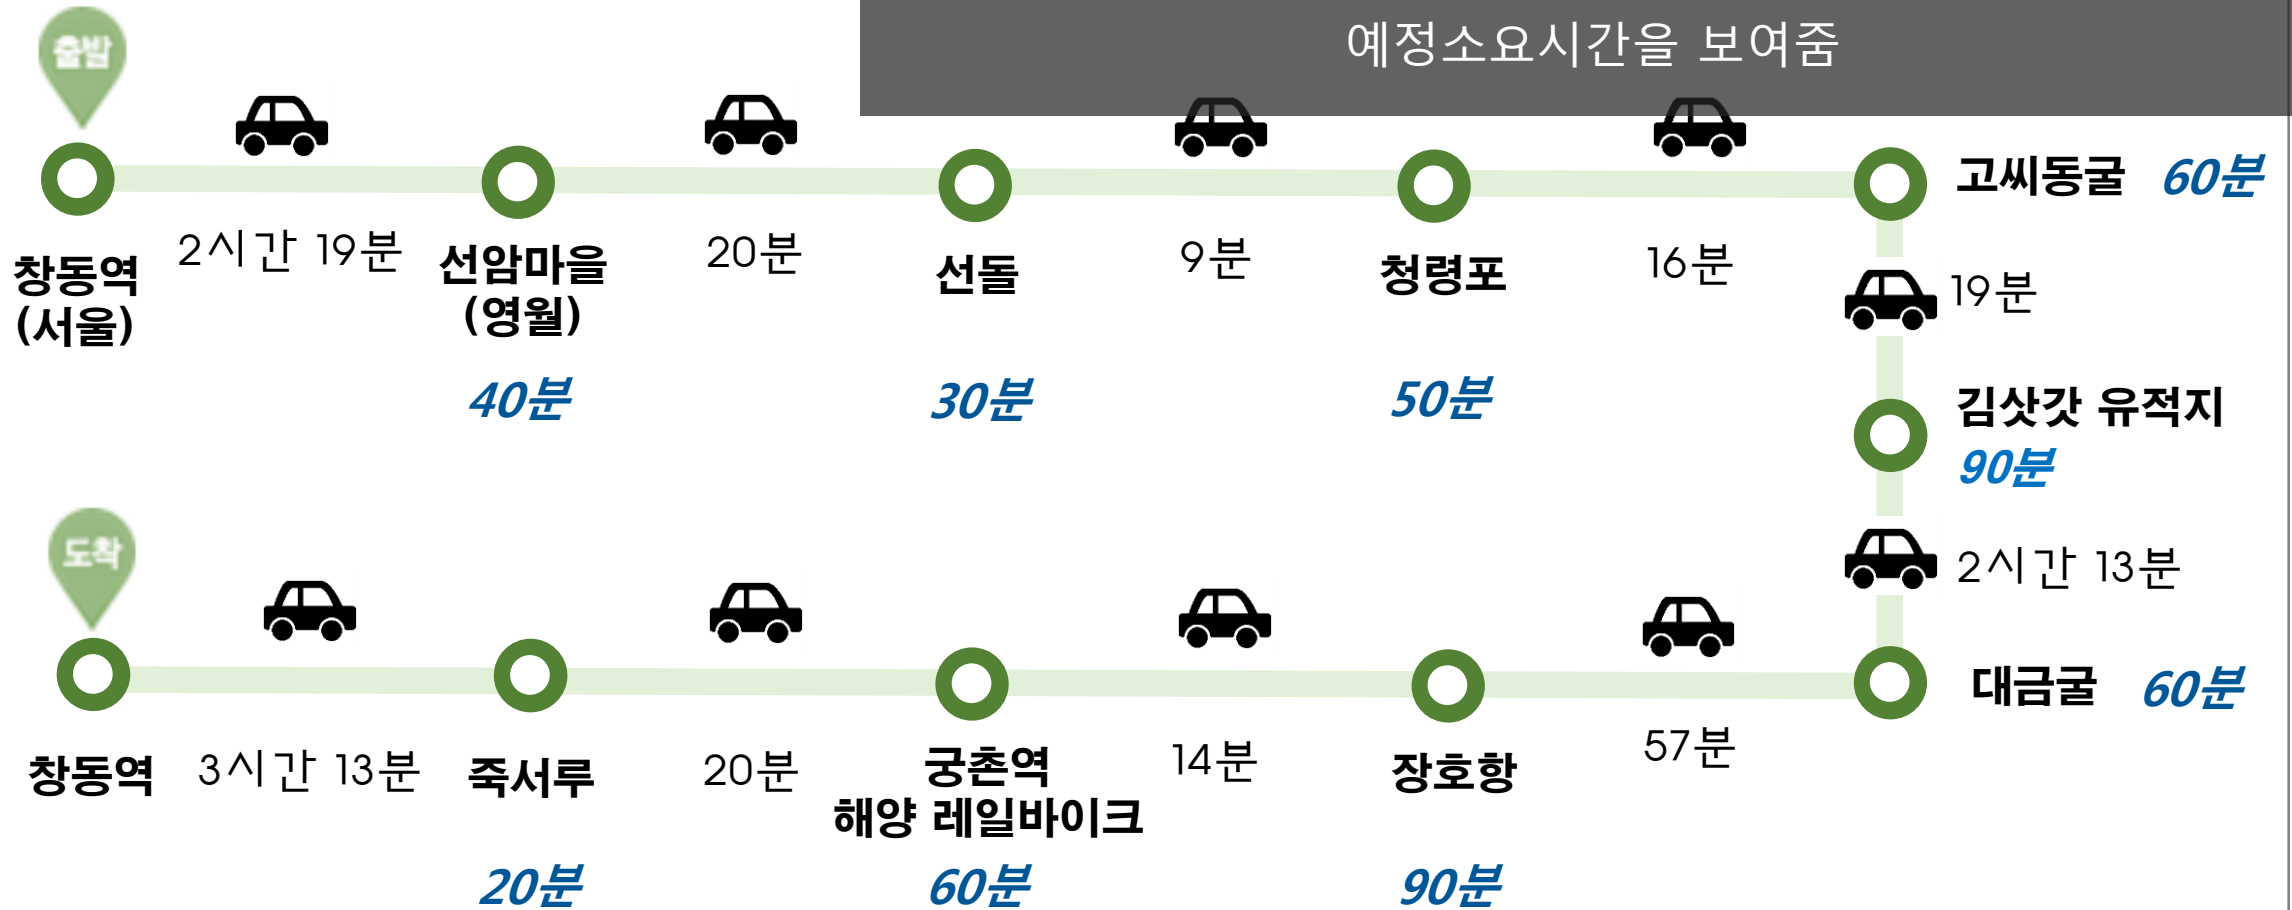 예정소요시간을 보여줌
출발
창동역
(서울)
2시간 19분
선암마을
(영월)
40분
20분
선돌
30분
9분
청령포
50분
16분
고씨동굴 60분
19분
김삿갓 유적지
90분
2시간 13분
대금굴 60분
57분
장호항
90분
14분
궁촌역
해양 레일바이크
60분
20분
죽서루
20분
3시간 13분
도착
창동역